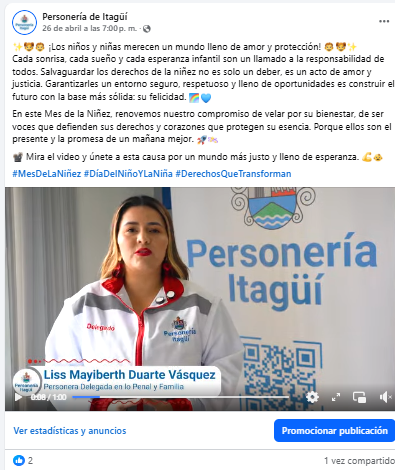 Personería de Itagüí
26 de abril a las 7:00 p. m. ·
✨🧒👧 ¡Los niños y niñas merecen un mundo lleno de amor y protección! 👧🧒✨
Cada sonrisa, cada sueño y cada esperanza infantil son un llamado a la responsabilidad de
todos. Salvaguardar los derechos de la niñez no es solo un deber, es un acto de amor y
justicia. Garantizarles un entorno seguro, respetuoso y lleno de oportunidades es construir el
futuro con la base más sólida: su felicidad. 🌈💙
En este Mes de la Niñez, renovemos nuestro compromiso de velar por su bienestar, de
ser voces que defienden sus derechos y corazones que protegen su esencia. Porque ellos son el
presente y la promesa de un mañana mejor. 🚀
📽️ Mira el video y únete a esta causa por un mundo más justo y lleno de esperanza. 💪
#MesDeLaNiñez #DíaDelNiñoYLaNiña #DerechosQueTransforman
Personería
Itagüí
Delegada
Personería
Itagüí
Personería
Itagüí
Liss Mayiberth Duarte Vásquez
Personera Delegada en lo Penal y Familia
0:08 / 1:00
Ver estadísticas y anuncios
Promocionar publicación
2
1 vez compartido